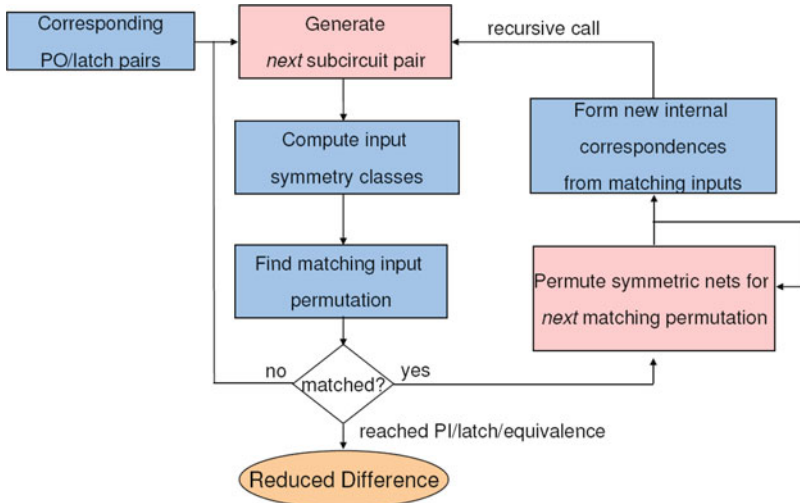 Corresponding
PO/latch pairs
Generate
next subcircuit pair
recursive call
Compute input
symmetry classes
Form new internal
correspondences
from matching inputs
Find matching input
permutation
Permute symmetric nets for
next matching permutation
no
matched?
yes
reached PI/latch/equivalence
Reduced Difference